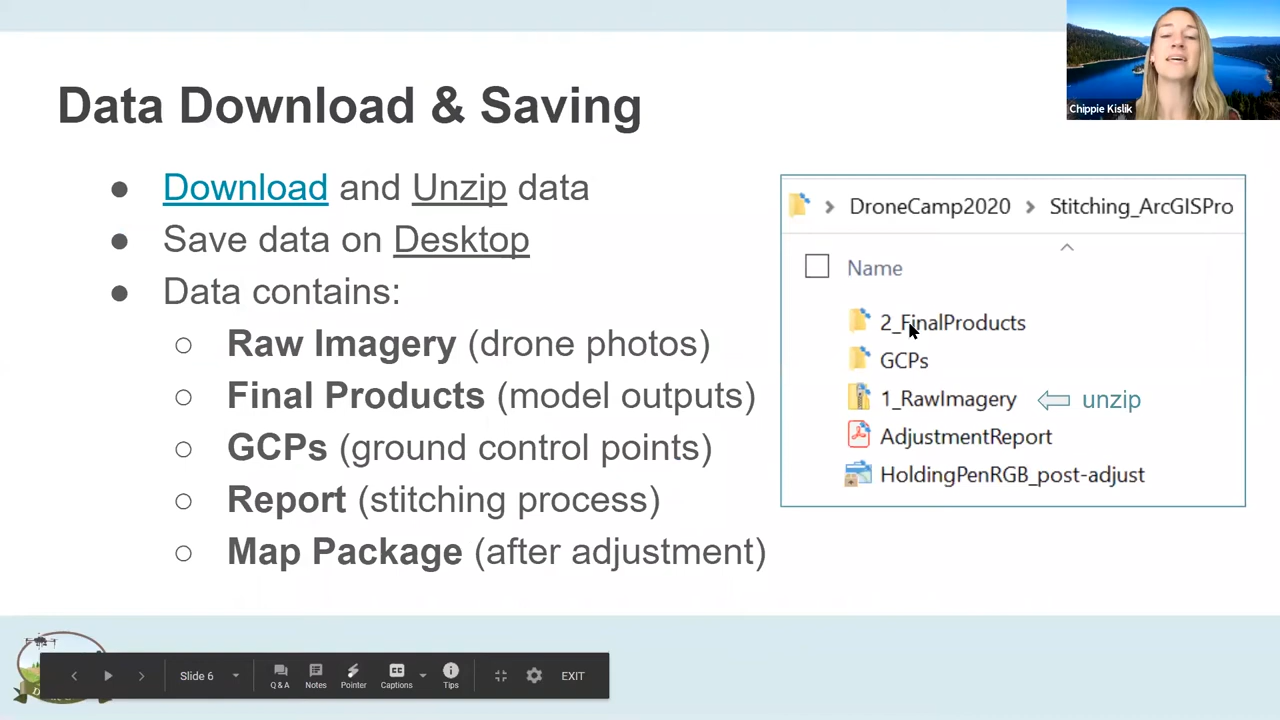 Data Download & Saving
Chippie Kislik
● Download and Unzip data
● Save data on Desktop
● Data contains:
○ Raw Imagery (drone photos)
○ Final Products (model outputs)
○ GCPs (ground control points)
○ Report (stitching process)
○ Map Package (after adjustment)
DroneCamp2020 Stitching_ArcGISPro
Name
2_FinalProducts
GCPs
1_RawImagery unzip
AdjustmentReport
HoldingPenRGB_post-adjust
Slide 6 Q & A Notes Pointer Captions Tips EXIT